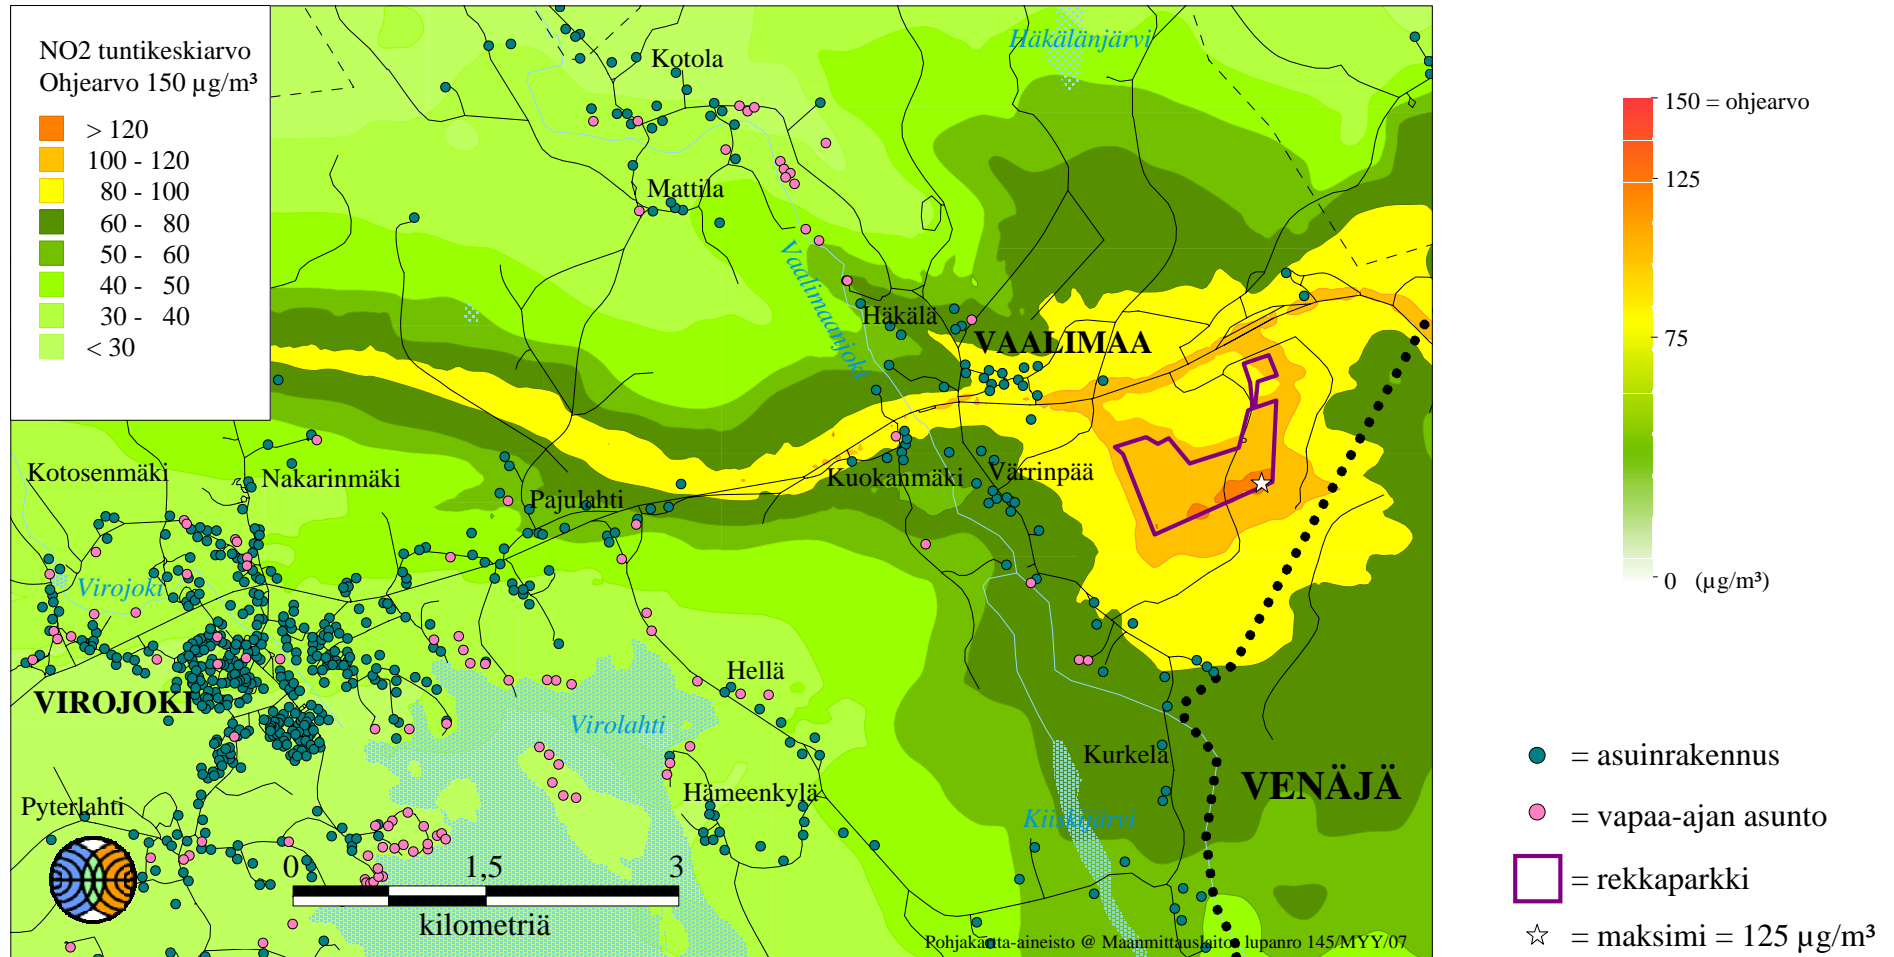 NO2 tuntikeskiarvo
Ohjearvo 150 µg/m³
> 120
100 - 120
80 - 100
60 - 80
50 - 60
40 - 50
30 - 40
< 30
Kotola
Häkälänjärvi
Mattila
Vaalimaanjoki
Häkälä
VAALIMAA
Kotosenmäki
Nakarinmäki
Pajulahti
Kuokanmäki
Värrinpää
Virojoki
VIROJOKI
Hellä
Virolahti
Kurkela
VENÄJÄ
Pyterlahti
Hämeenkylä
Kiiskijärvi
0 1,5 3
kilometriä
Pohjakartta-aineisto @ Maanmittauslaitos lupanro 145/MYY/07
150 = ohjearvo
125
75
0 (µg/m³)
= asuinrakennus
= vapaa-ajan asunto
= rekkaparkki
= maksimi = 125 µg/m³